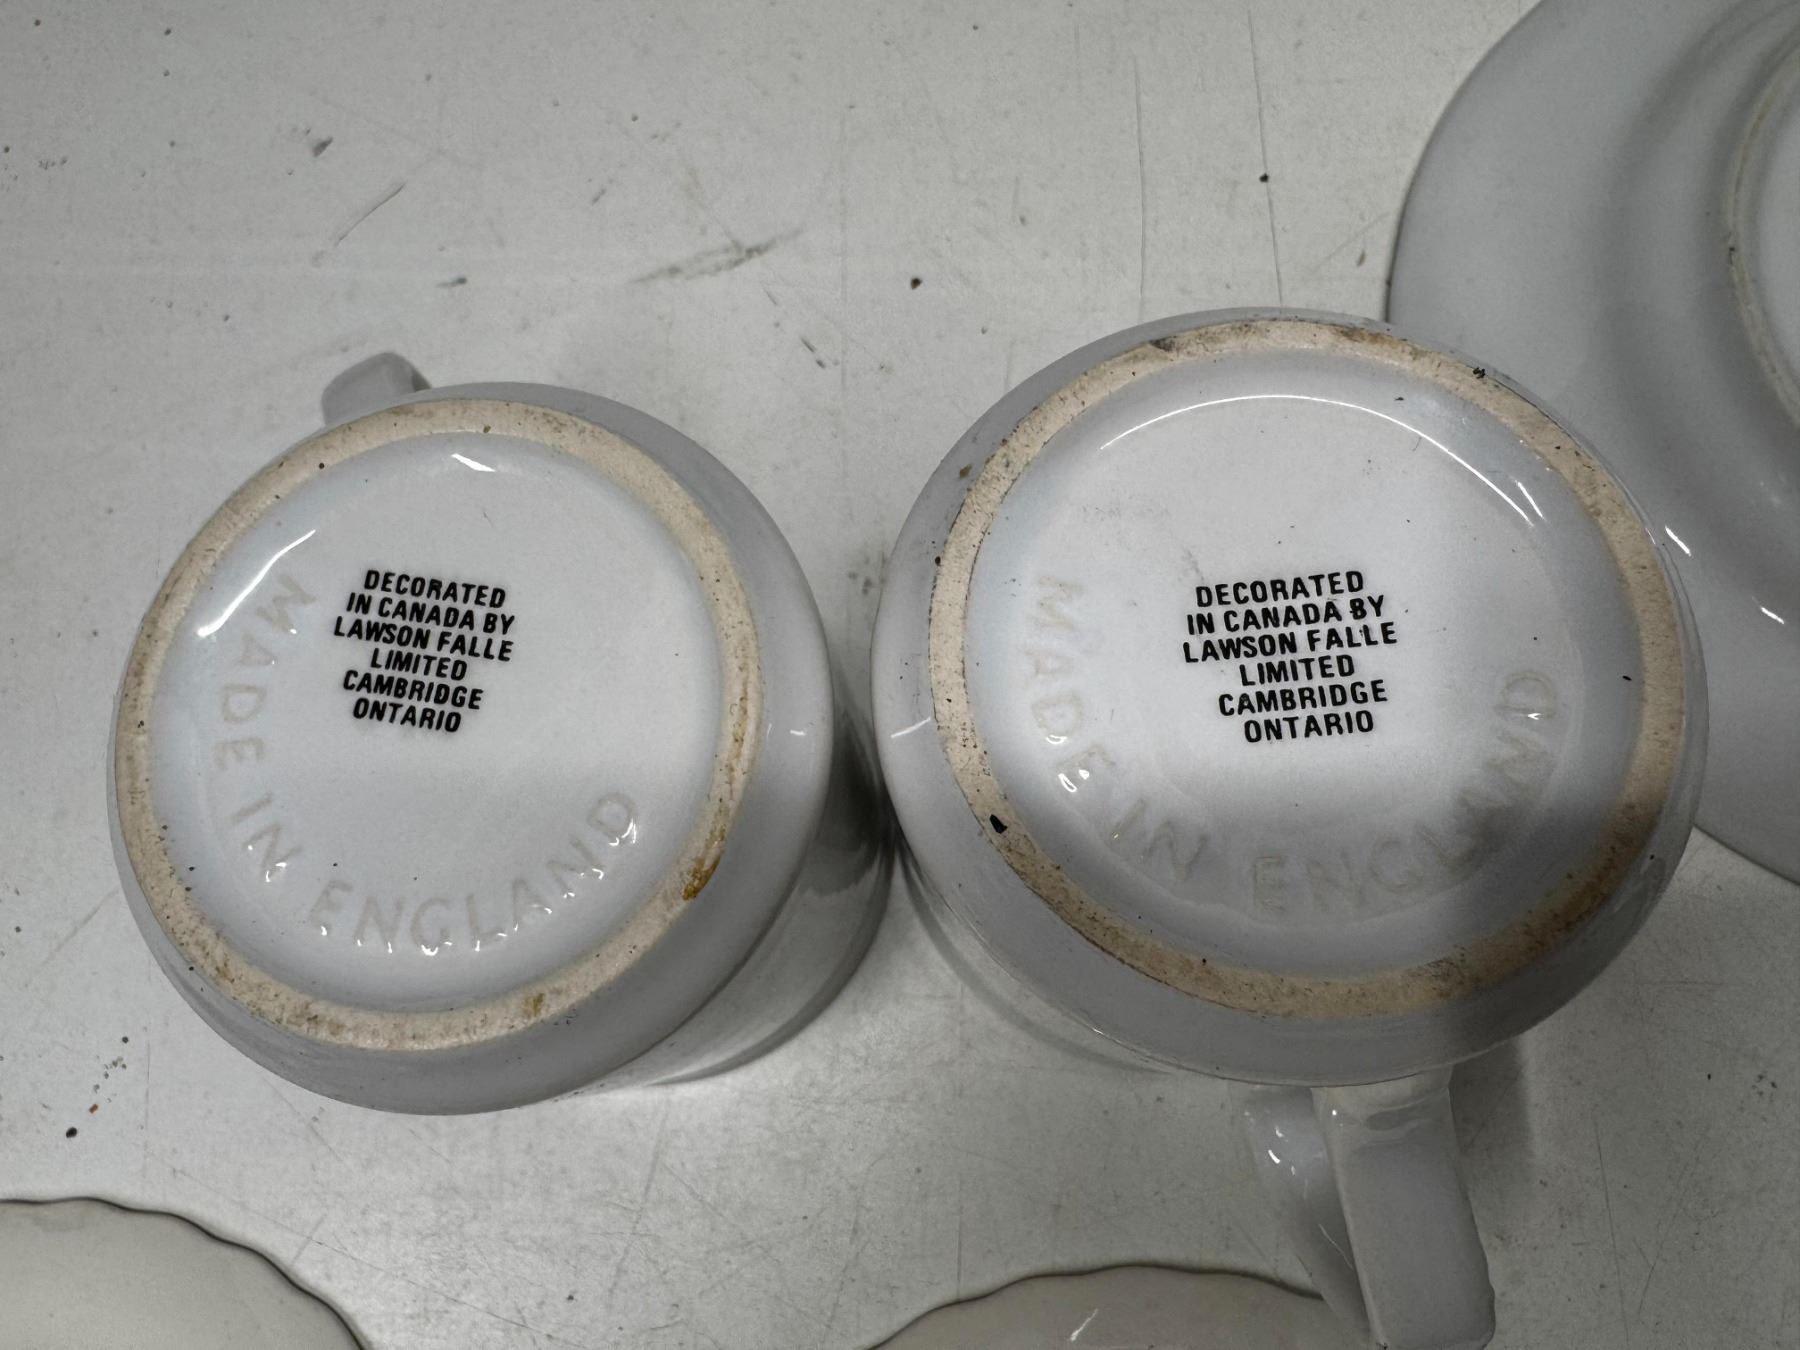 DECORATED
IN CANADA BY
LAWSON FALLE
LIMITED
CAMBRIDGE
ONTARIO
MADE IN ENGLAND
DECORATED
IN CANADA BY
LAWSON FALLE
LIMITED
CAMBRIDGE
ONTARIO
MADE IN ENGLAND